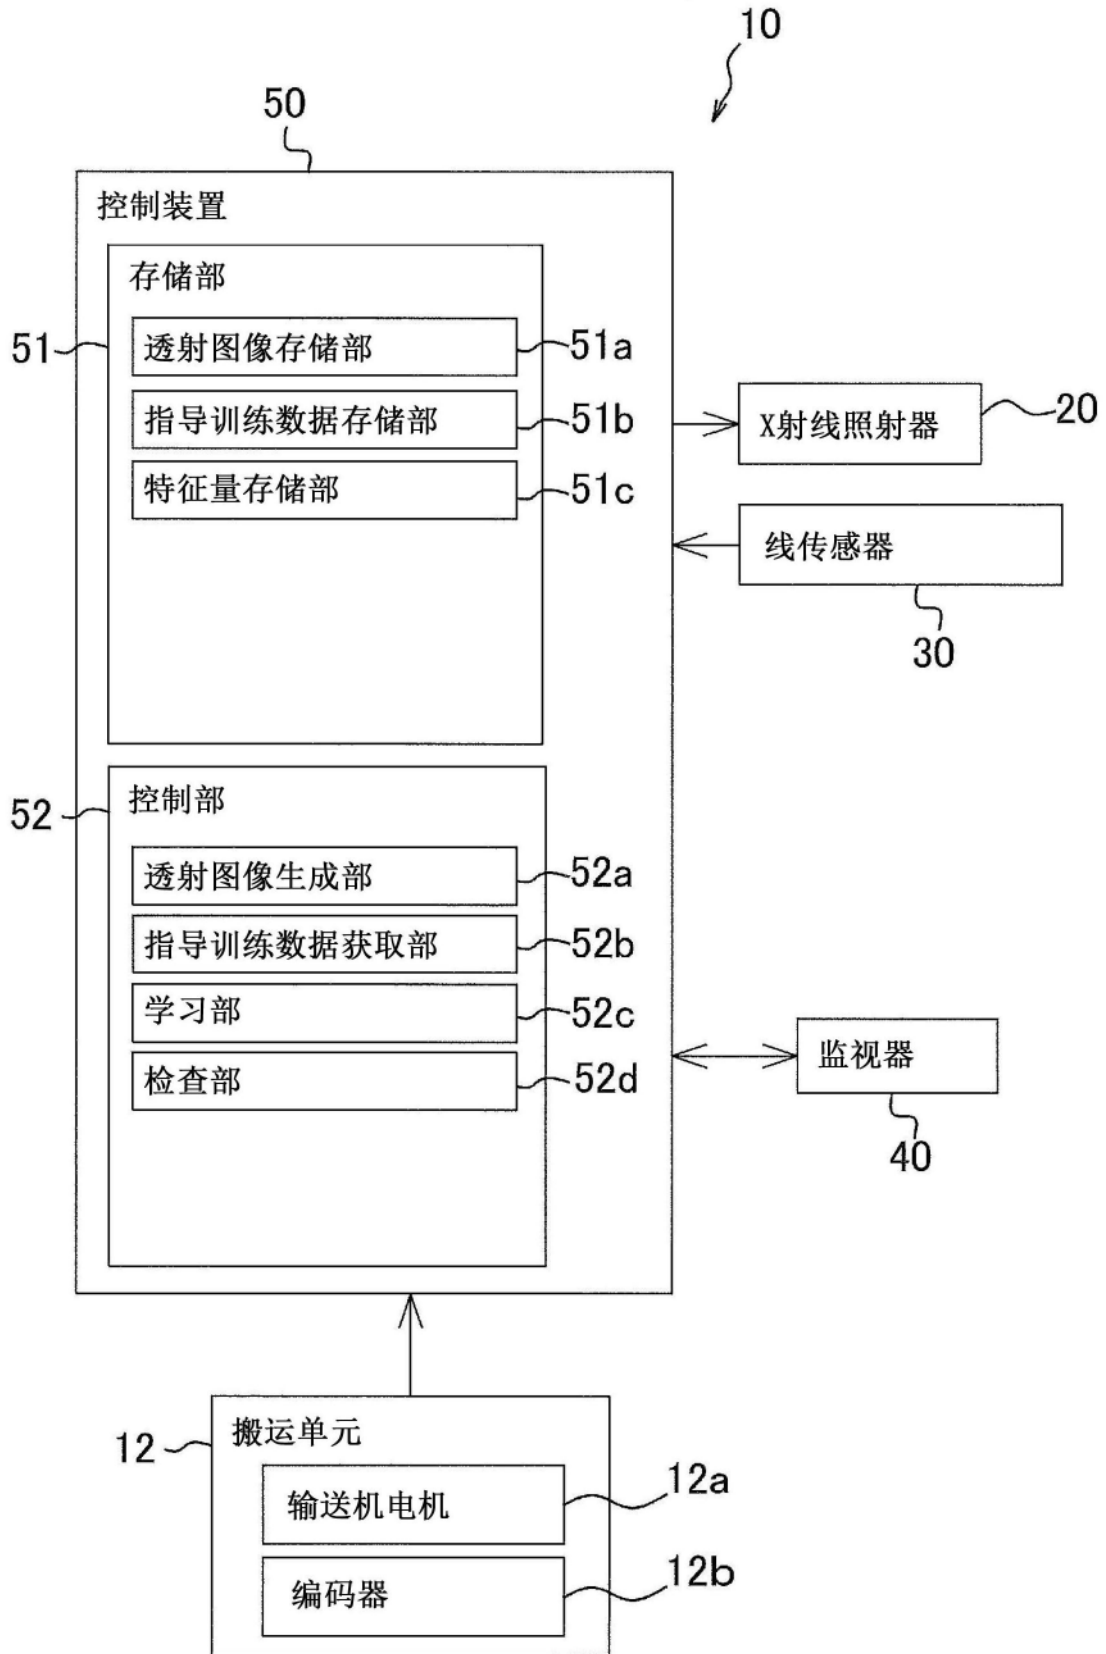 10
50
控制装置
存储部
51
透射图像存储部
51a
指导训练数据存储部
51b
特征量存储部
51c
X射线照射器
20
线传感器
30
52
控制部
透射图像生成部
52a
指导训练数据获取部
52b
学习部
52c
检查部
52d
监视器
40
12
搬运单元
输送机电机
12a
编码器
12b